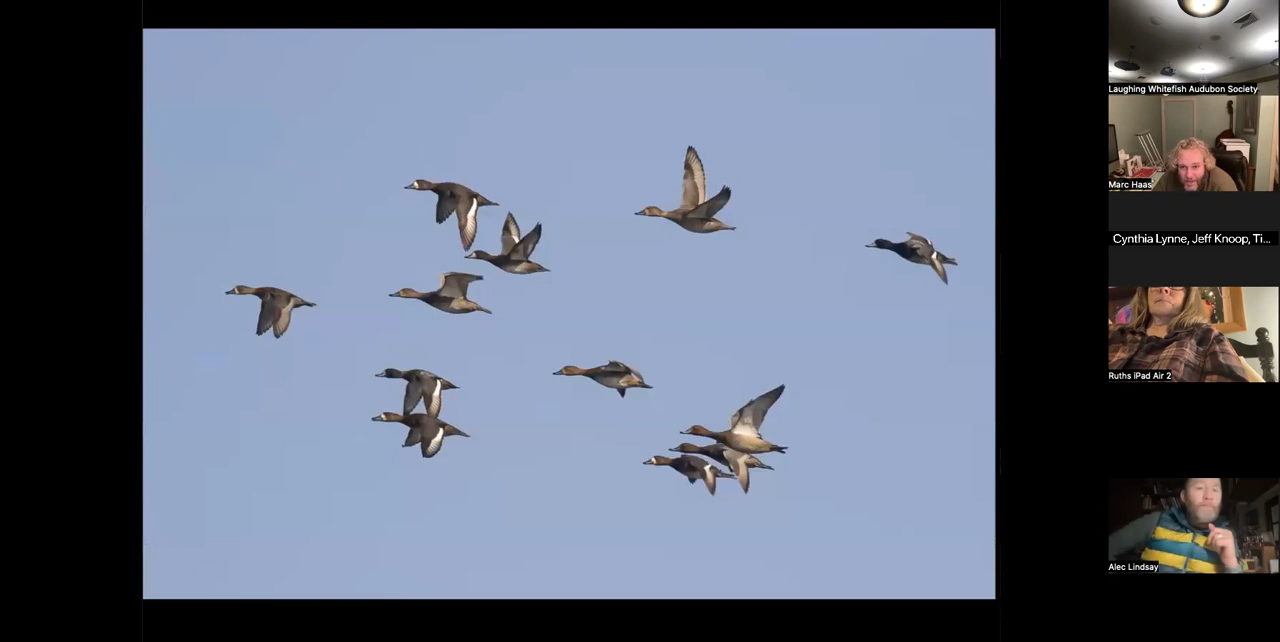 Laughing Whitefish Audubon Society
Marc Haas
Cynthia Lynne, Jeff Knoop, Ti...
Ruths iPad Air 2
Alec Lindsay